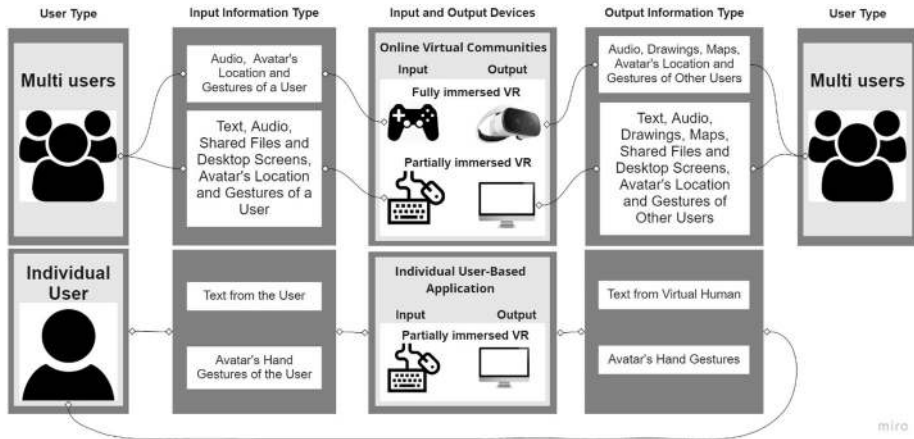 User Type
Input Information Type
Input and Output Devices
Output Information Type
User Type
Multi users
Audio, Avatar's
Location and
Gestures of a User
Text, Audio,
Shared Files and
Desktop Screens,
Avatar's Location
and Gestures of a
User
Online Virtual Communities
Input
Output
Fully immersed VR
Partially immersed VR
Audio, Drawings, Maps,
Avatar's Location and
Gestures of Other Users
Text, Audio,
Drawings, Maps,
Shared Files and
Desktop Screens,
Avatar's Location
and Gestures of
Other Users
Multi users
Individual
User
Text from the User
Avatar's Hand
Gestures of the User
Individual User-Based
Application
Input
Output
Partially immersed VR
Text from Virtual Human
Avatar's Hand Gestures
miro